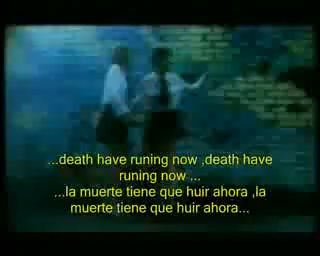 ...death have runing now ,death have
runing now ...
...la muerte tiene que huir ahora ,la
muerte tiene que huir ahora...